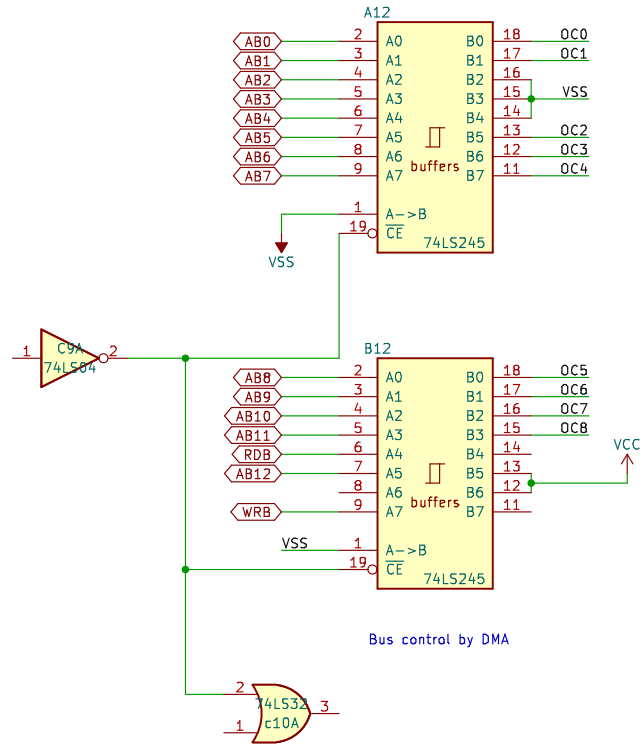 A12
AB0 2 A0 B0 18 OC0
AB1 3 A1 B1 17 OC1
AB2 4 A2 B2 16
AB3 5 A3 B3 15 VSS
AB4 6 A4 B4 14
AB5 7 A5 B5 13 OC2
AB6 8 A6 B6 12 OC3
AB7 9 A7 B7 11 OC4
buffers
1 A->B
19 CE
74LS245
VSS
1 C9A 2
74LS04
B12
AB8 2 A0 B0 18 OC5
AB9 3 A1 B1 17 OC6
AB10 4 A2 B2 16 OC7
AB11 5 A3 B3 15 OC8
RDB 6 A4 B4 14
AB12 7 A5 B5 13
VCC
8 A6 B6 12
WRB 9 A7 B7 11
buffers
VSS 1 A->B
19 CE
74LS245
Bus control by DMA
2 74LS32 3
1 c10A